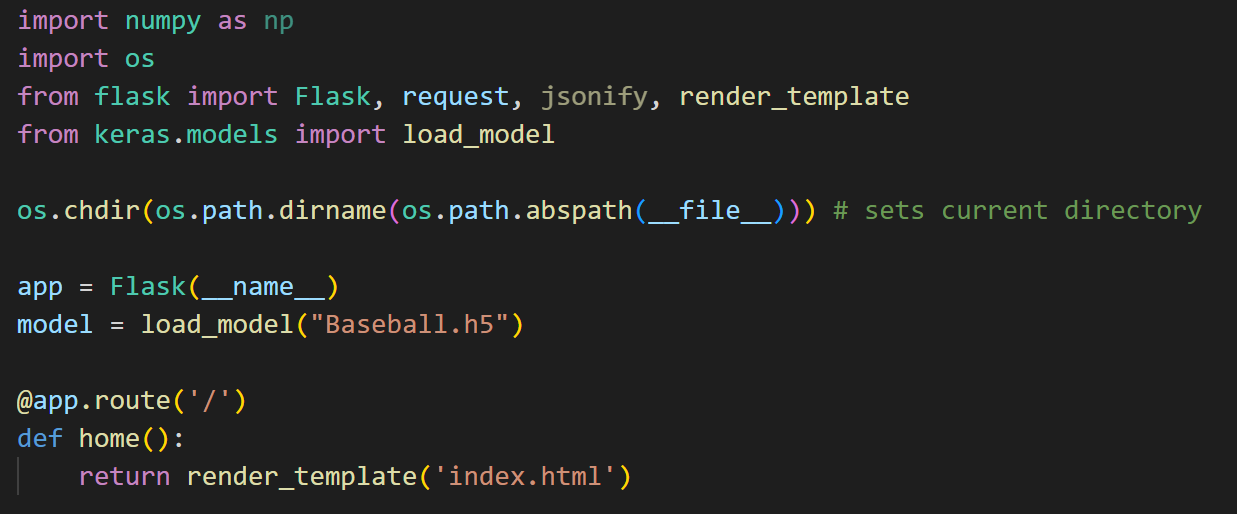 import numpy as np
import os
from flask import Flask, request, jsonify, render_template
from keras.models import load_model
os.chdir(os.path.dirname(os.path.abspath(__file__))) # sets current directory
app = Flask(__name__)
model = load_model("Baseball.h5")
@app.route('/')
def home():
    return render_template('index.html')